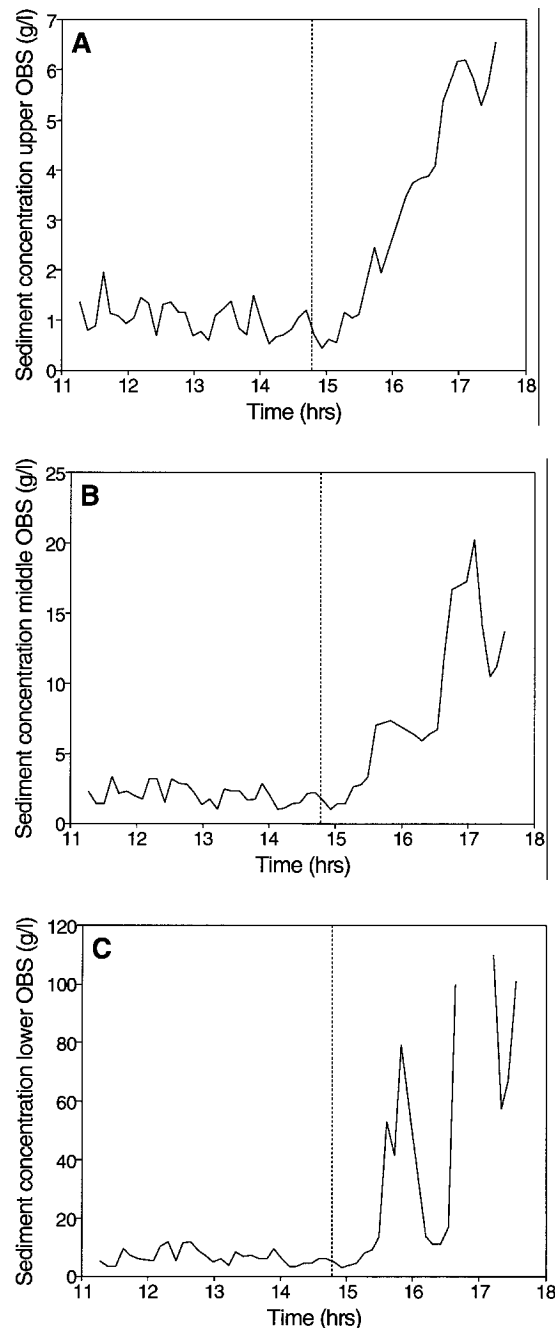 A
Sediment concentration upper OBS (g/l)
7
6
5
4
3
2
1
0
11 12 13 14 15 16 17 18
Time (hrs)
B
Sediment concentration middle OBS (g/l)
25
20
15
10
5
0
11 12 13 14 15 16 17 18
Time (hrs)
C
Sediment concentration lower OBS (g/l)
120
100
80
60
40
20
0
11 12 13 14 15 16 17 18
Time (hrs)